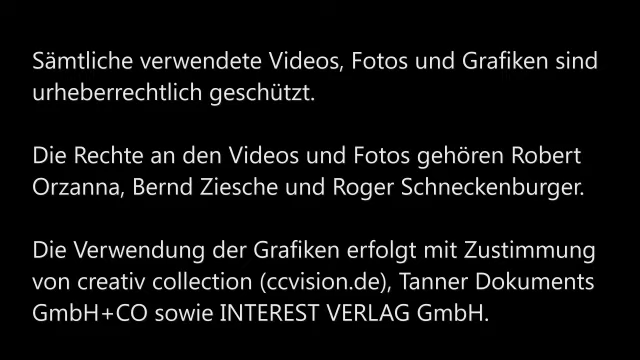 Sämtliche verwendete Videos, Fotos und Grafiken sind
urheberrechtlich geschützt.
Die Rechte an den Videos und Fotos gehören Robert
Orzanna, Bernd Ziesche und Roger Schneckenburger.
Die Verwendung der Grafiken erfolgt mit Zustimmung
von creativ collection (ccvision.de), Tanner Dokuments
GmbH+CO sowie INTEREST VERLAG GmbH.